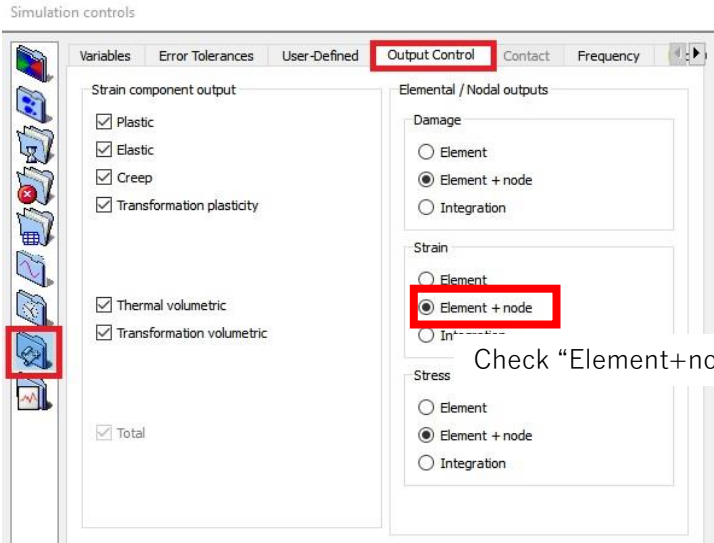 Simulation controls
Variables Error Tolerances User-Defined Output Control Contact Frequency
Strain component output
Plastic
Elastic
Creep
Transformation plasticity
Thermal volumetric
Transformation volumetric
Total
Elemental / Nodal outputs
Damage
Element
Element + node
Integration
Strain
Element
Element + node
Check “Element+no
Stress
Element
Element + node
Integration